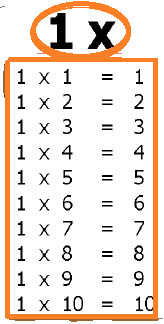 1 x
1 x 1 = 1
1 x 2 = 2
1 x 3 = 3
1 x 4 = 4
1 x 5 = 5
1 x 6 = 6
1 x 7 = 7
1 x 8 = 8
1 x 9 = 9
1 x 10 = 10